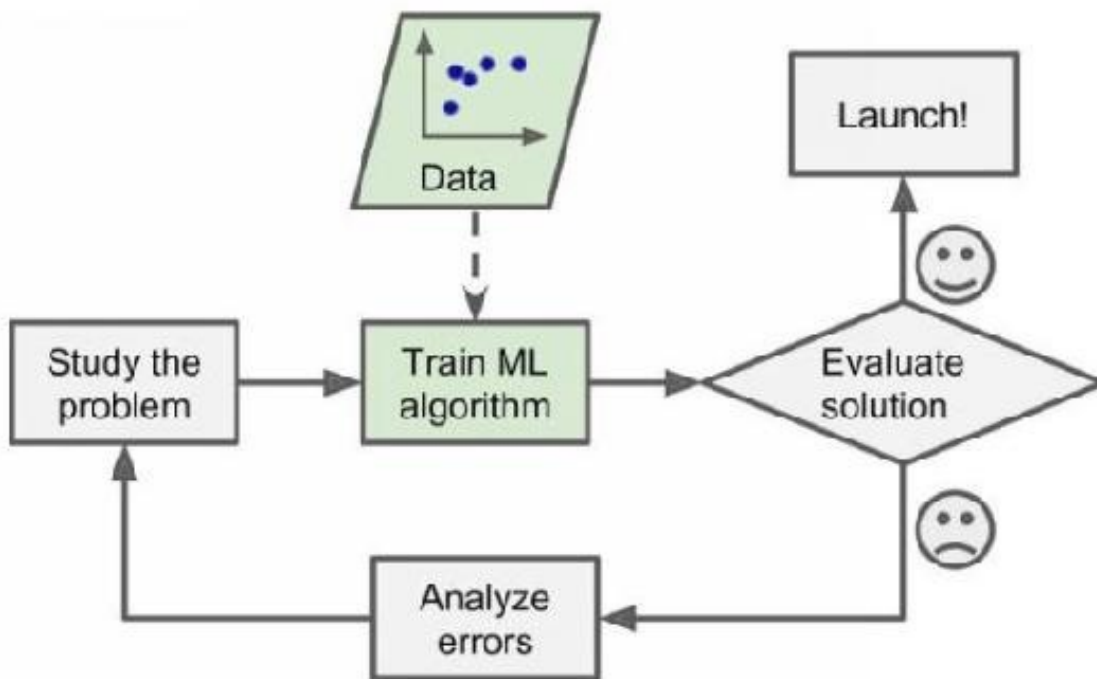 Data
Launch!
Study the
problem
Train ML
algorithm
Evaluate
solution
Analyze
errors